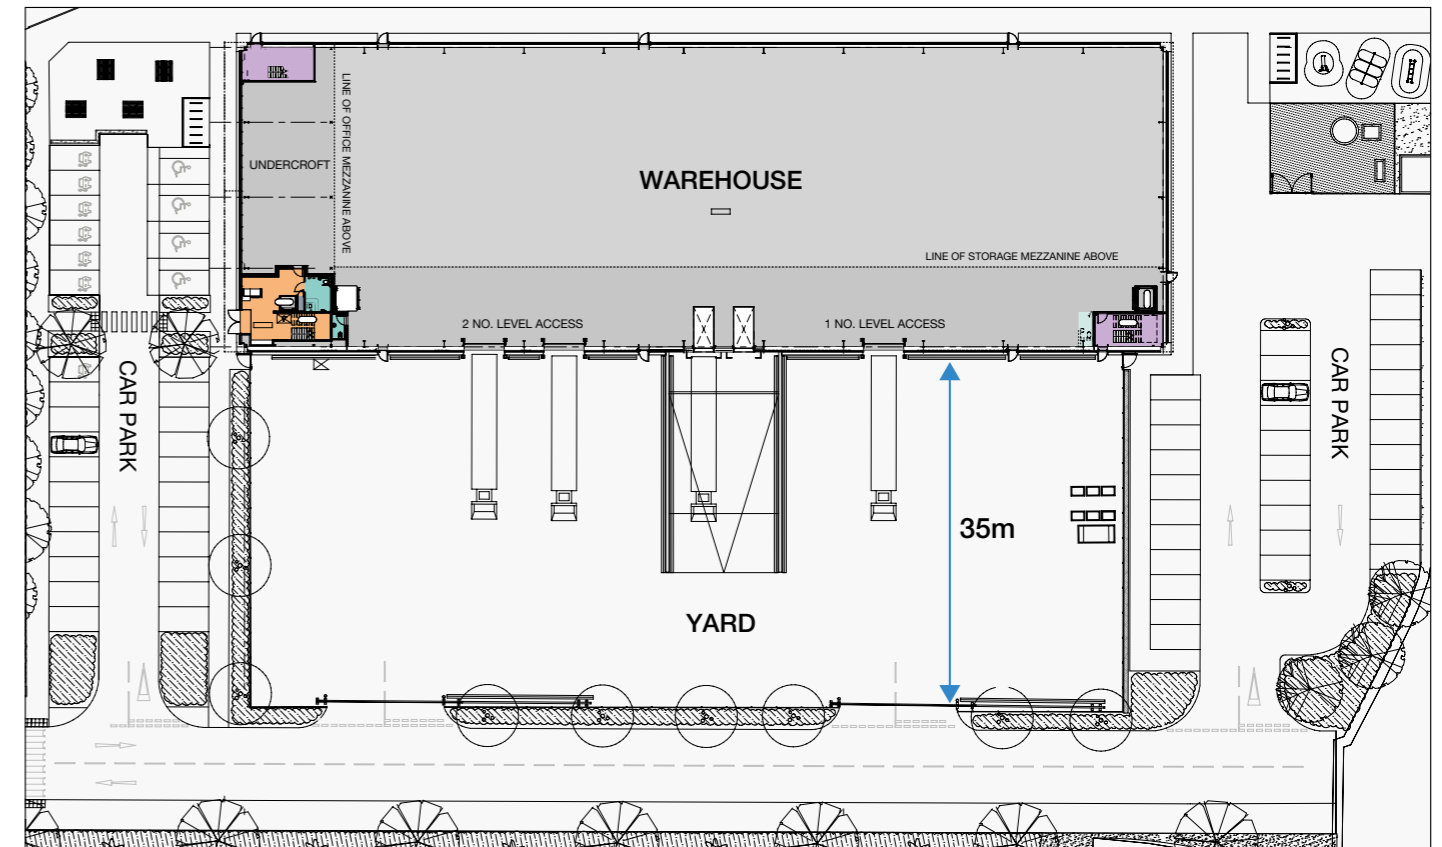 LINE OF OFFICE MEZZANINE ABOVE
UNDERCROFT
WAREHOUSE
LINE OF STORAGE MEZZANINE ABOVE
2 NO. LEVEL ACCESS
1 NO. LEVEL ACCESS
CAR PARK
CAR PARK
35m
YARD